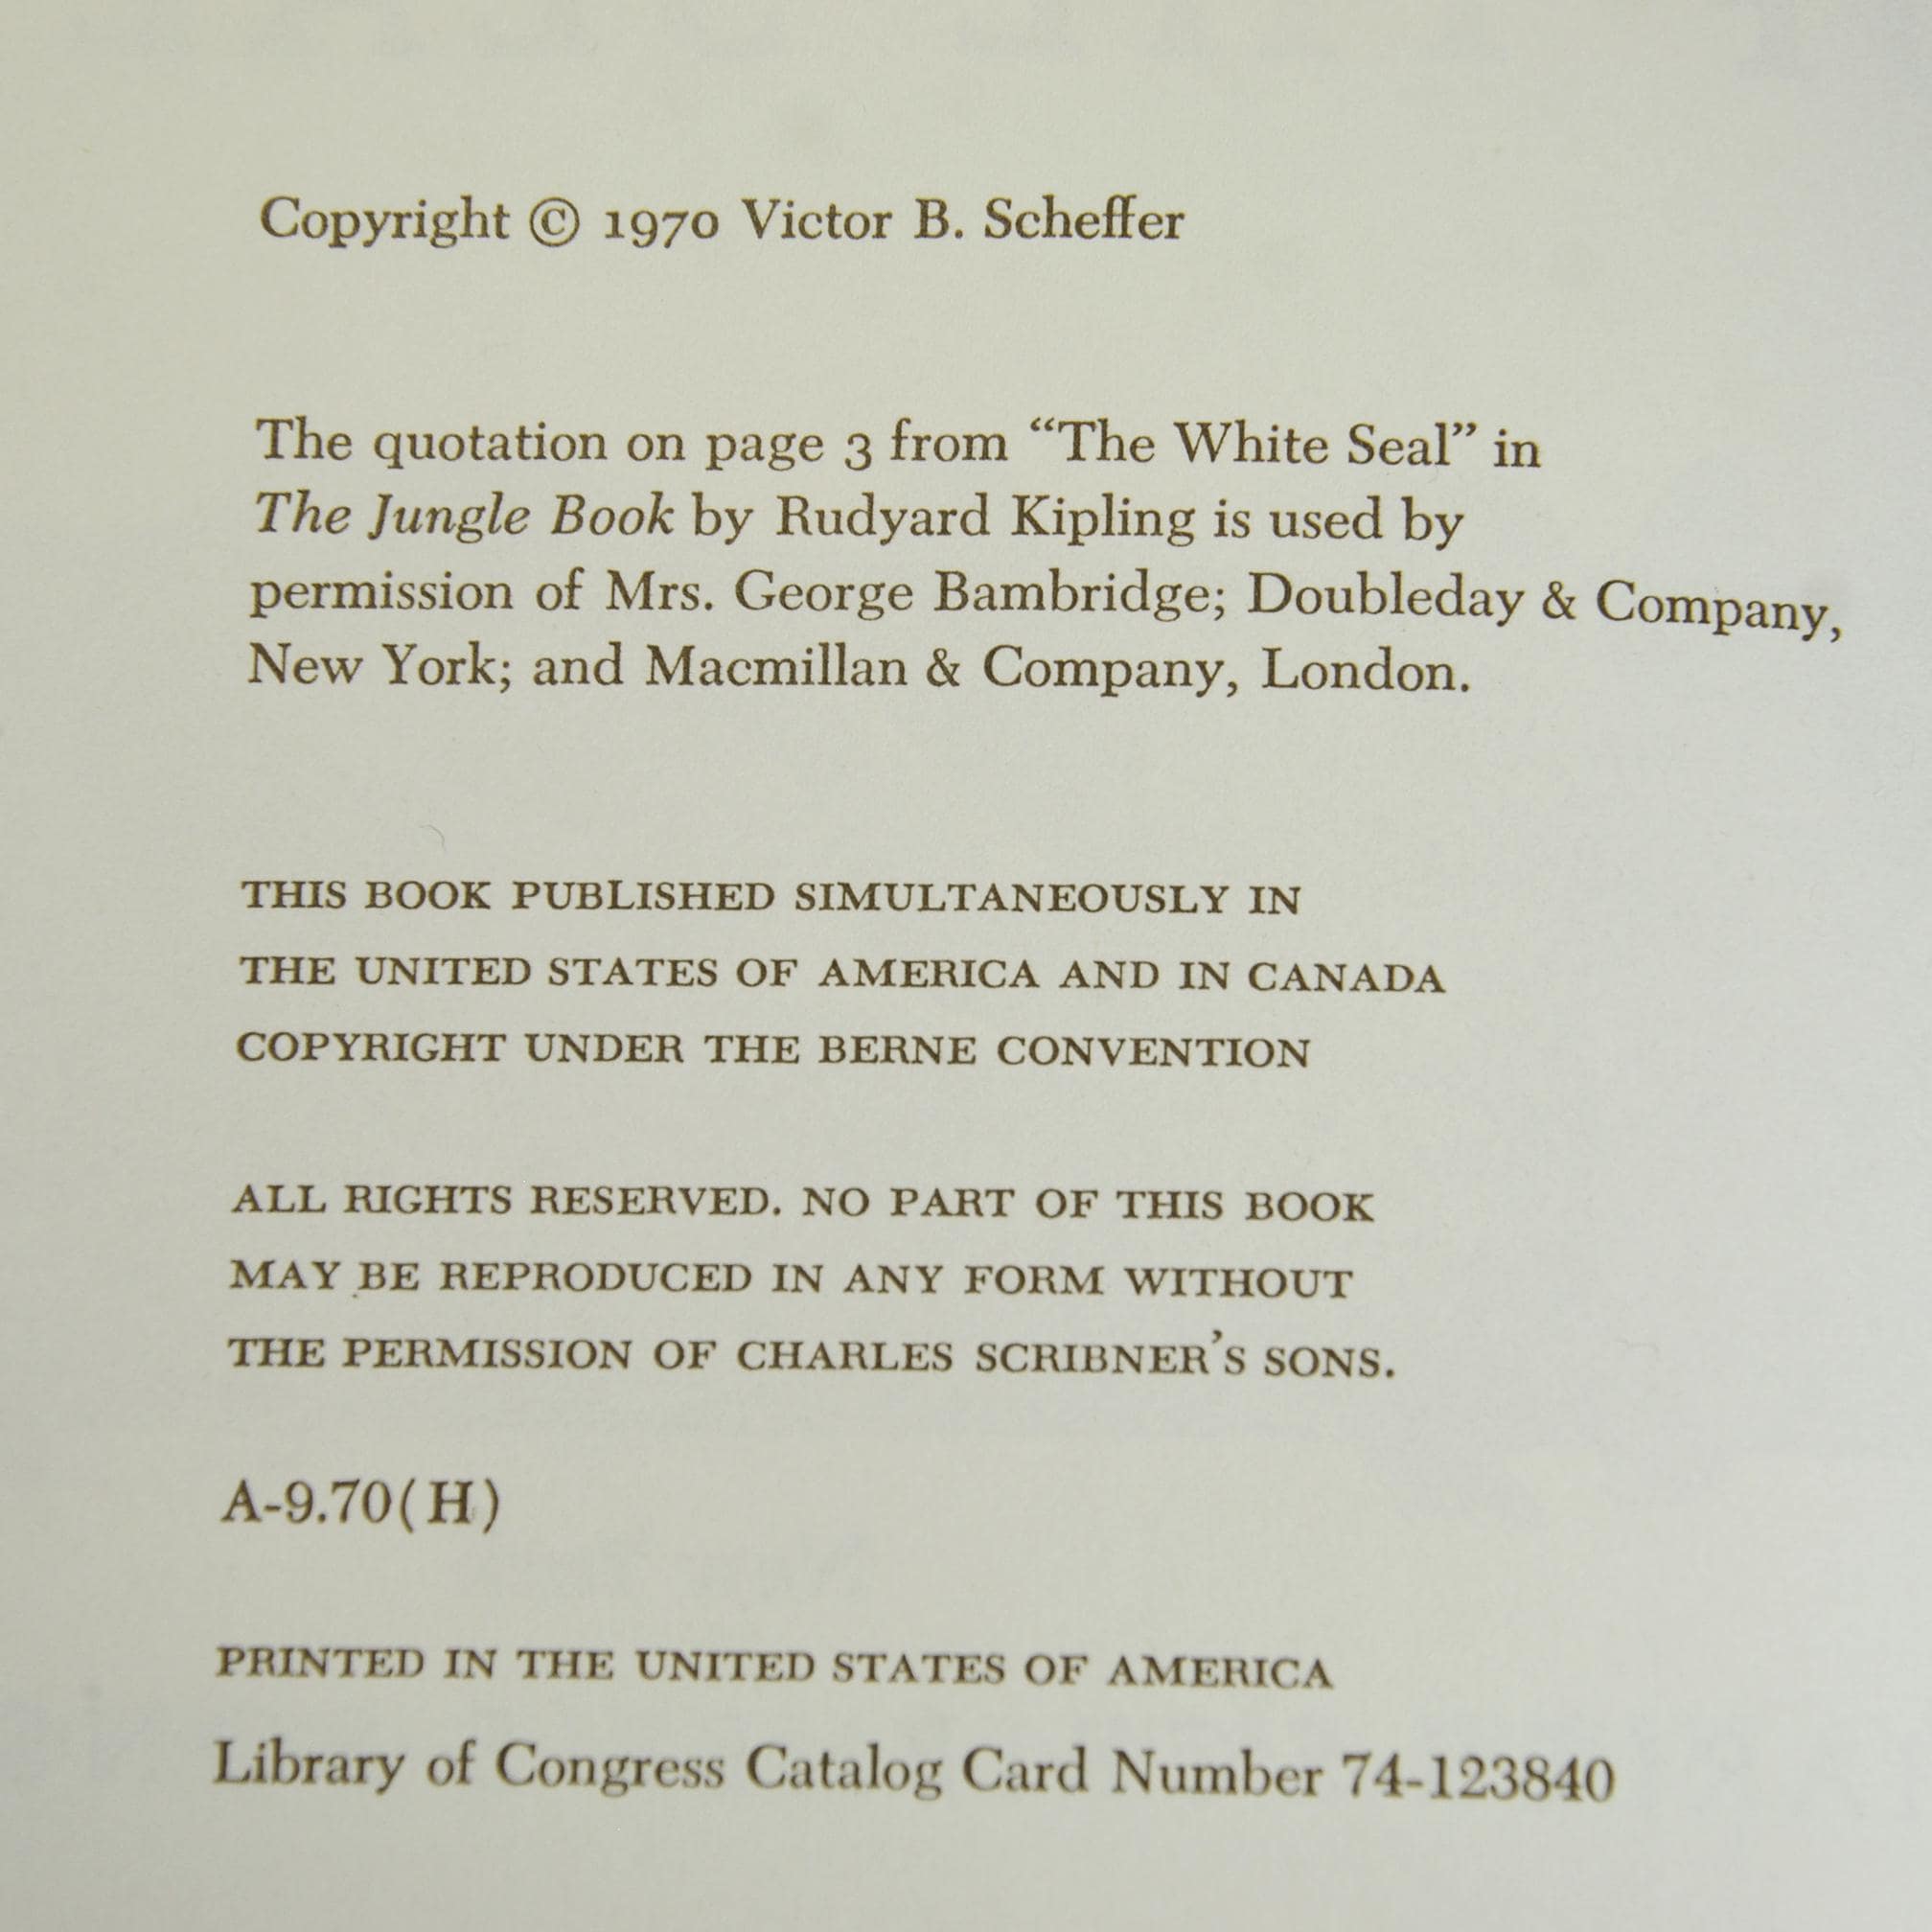 Copyright © 1970 Victor B. Scheffer
The quotation on page 3 from “The White Seal” in
The Jungle Book by Rudyard Kipling is used by
permission of Mrs. George Bambridge; Doubleday & Company,
New York; and Macmillan & Company, London.
THIS BOOK PUBLISHED SIMULTANEOUSLY IN
THE UNITED STATES OF AMERICA AND IN CANADA
COPYRIGHT UNDER THE BERNE CONVENTION
ALL RIGHTS RESERVED. NO PART OF THIS BOOK
MAY BE REPRODUCED IN ANY FORM WITHOUT
THE PERMISSION OF CHARLES SCRIBNER’S SONS.
A-9.70(H)
PRINTED IN THE UNITED STATES OF AMERICA
Library of Congress Catalog Card Number 74-123840